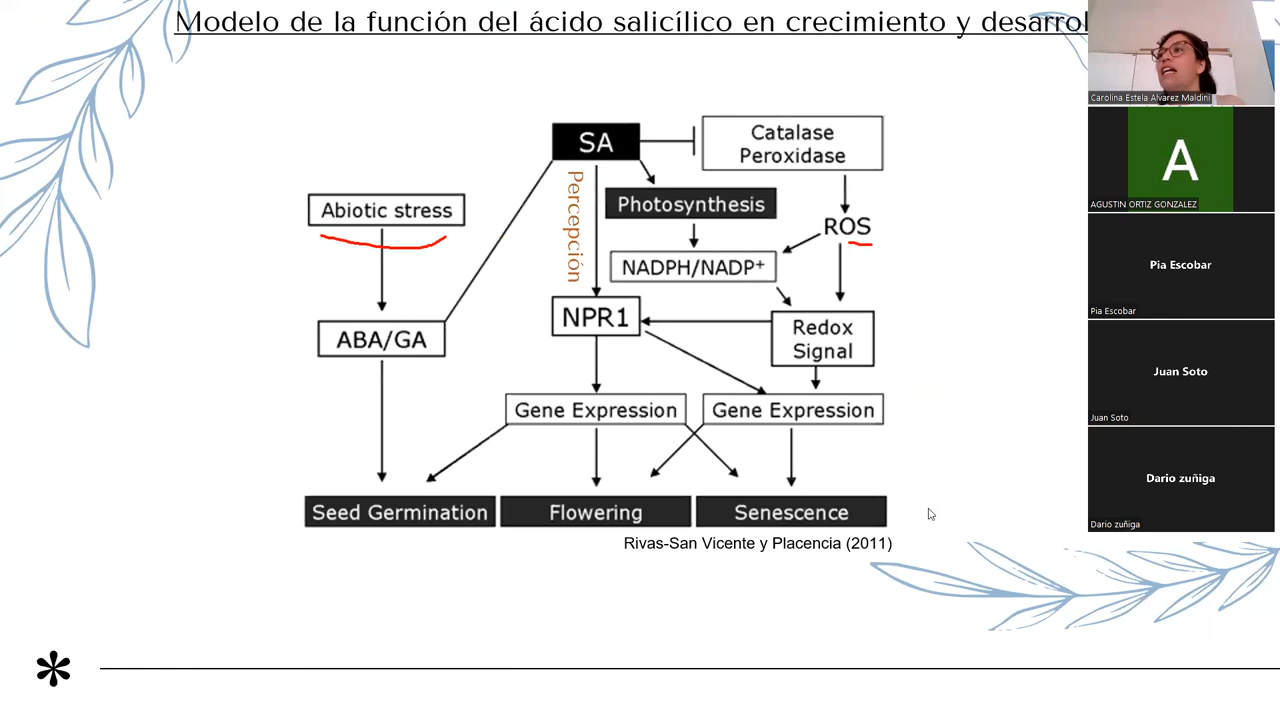 Modelo de la función del ácido salicílico en crecimiento y desarrol
SA
Catalase
Peroxidase
Percepción
Photosynthesis
Abiotic stress
ROS
NADPH/NADP+
NPR1
Redox
Signal
ABA/GA
Gene Expression
Gene Expression
Seed Germination
Flowering
Senescence
Rivas-San Vicente y Placencia (2011)
Carolina Estela Alvarez Maldini
A
AGUSTIN ORTIZ GONZALEZ
Pia Escobar
Pia Escobar
Juan Soto
Juan Soto
Dario zuñiga
Dario zuñiga